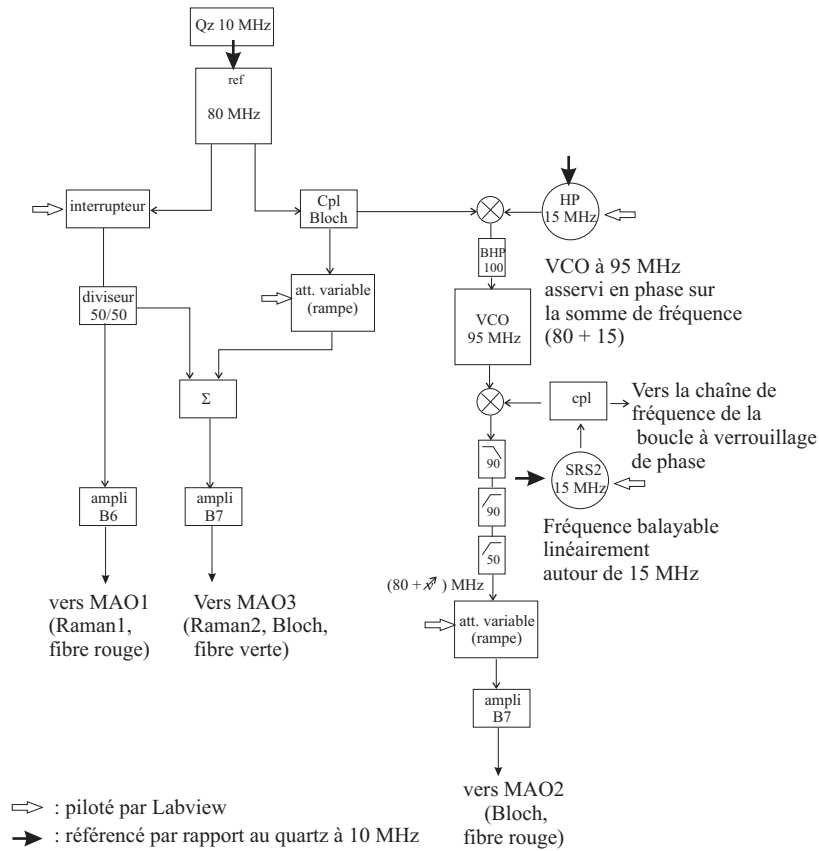 Qz 10 MHz
ref
80 MHz
interrupteur
Cpl
Bloch
HP
15 MHz
BHP
100
VCO à 95 MHz
asservi en phase sur
la somme de fréquence
(80 + 15)
diviseur
50/50
att. variable
(rampe)
VCO
95 MHz
Σ
cpl
Vers la chaîne de
fréquence de la
boucle à verrouillage
de phase
90
SRS2
15 MHz
90
50
Fréquence balayable
linéairement
autour de 15 MHz
ampli
B6
ampli
B7
(80 + ) MHz
vers MAO1
(Raman1,
fibre rouge)
Vers MAO3
(Raman2, Bloch,
fibre verte)
att. variable
(rampe)
ampli
B7
vers MAO2
(Bloch,
fibre rouge)
: piloté par Labview
: référencé par rapport au quartz à 10 MHz